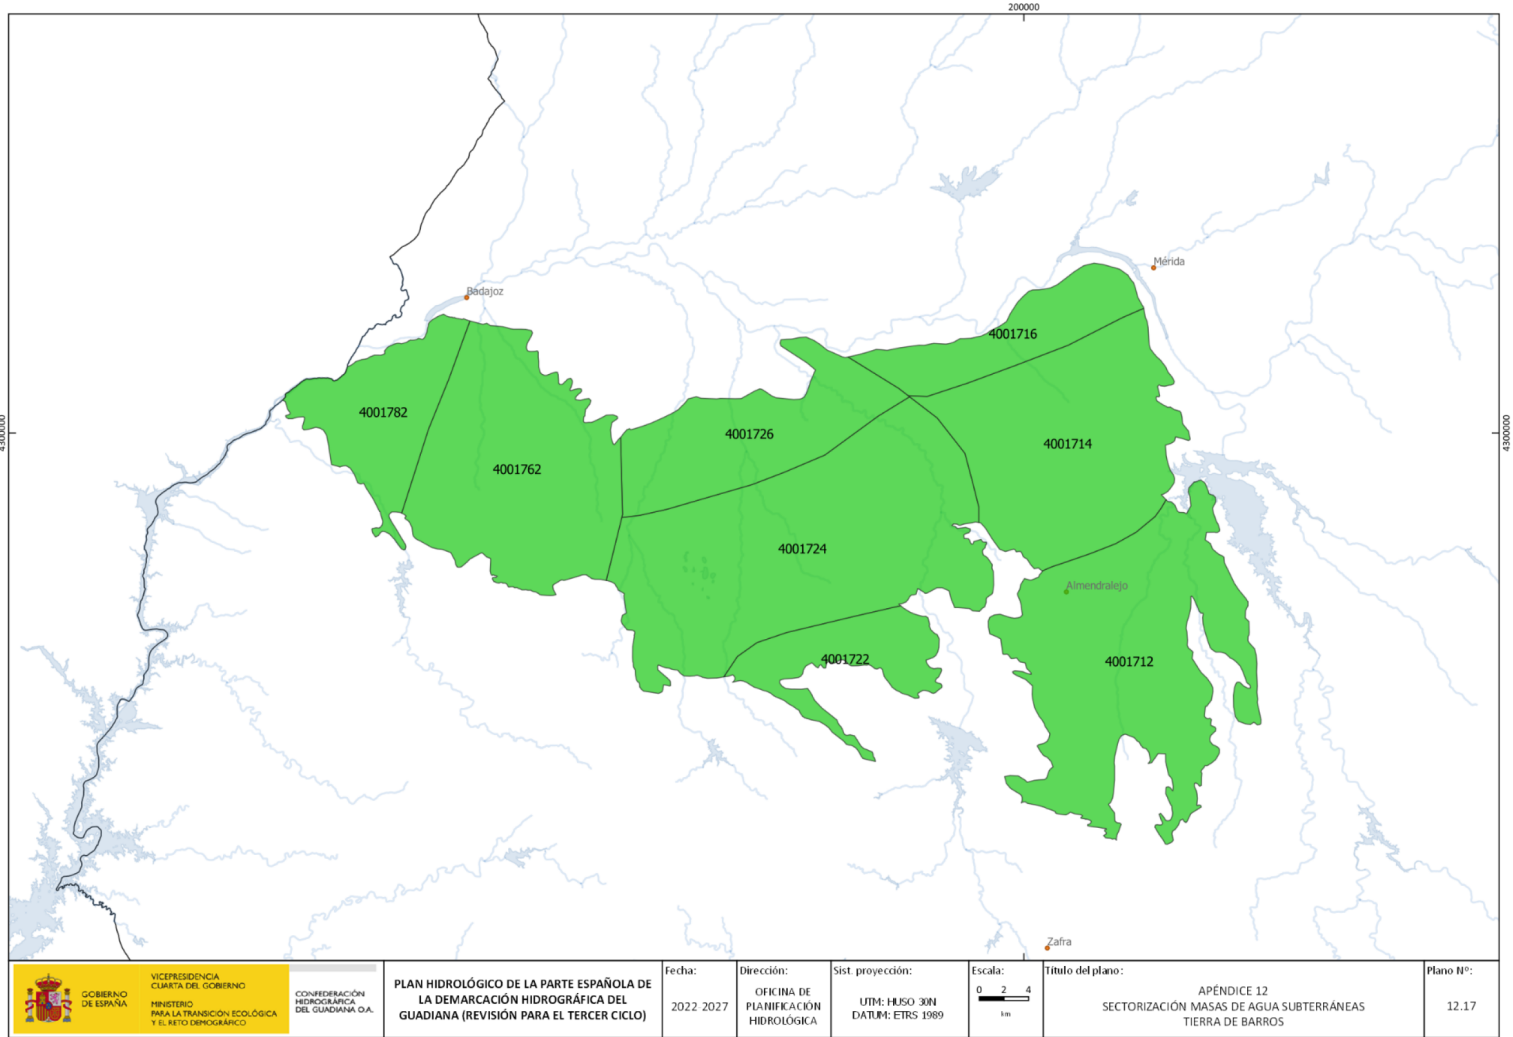 200000
Mérida
Badajoz
4001716
4001782
4300000
4300000
4001726
4001714
4001762
4001724
Almendralejo
4001722
4001712
Zafra
GOBIERNO
DE ESPAÑA
VICEPRESIDENCIA
CUARTA DEL GOBIERNO
MINISTERIO
PARA LA TRANSICIÓN ECOLÓGICA
Y EL RETO DEMOGRÁFICO
CONFEDERACIÓN
HIDROGRÁFICA
DEL GUADIANA O.A.
PLAN HIDROLÓGICO DE LA PARTE ESPAÑOLA DE
LA DEMARCACIÓN HIDROGRÁFICA DEL
GUADIANA (REVISIÓN PARA EL TERCER CICLO)
Fecha:
2022-2027
Dirección:
OFICINA DE
PLANIFICACIÓN
HIDROLÓGICA
Sist. proyección:
UTM: HUSO 30N
DATUM: ETRS 1989
Escala:
0 2 4
km
Título del plano:
APÉNDICE 12
SECTORIZACIÓN MASAS DE AGUA SUBTERRÁNEAS
TIERRA DE BARROS
Plano Nº:
12.17